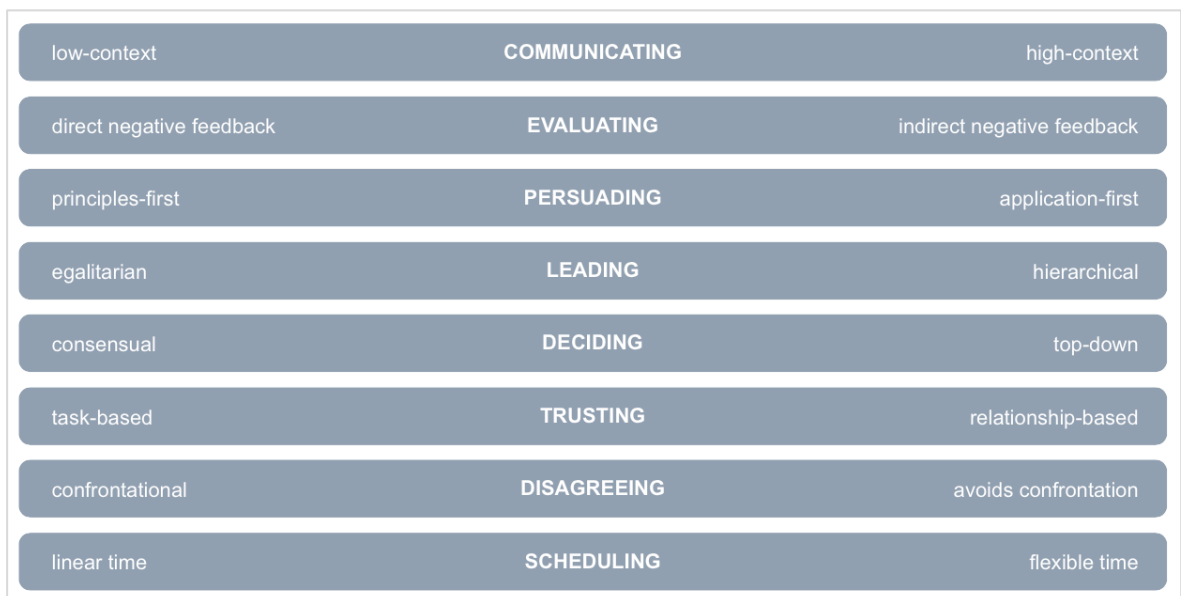 low-context COMMUNICATING high-context
direct negative feedback EVALUATING indirect negative feedback
principles-first PERSUADING application-first
egalitarian LEADING hierarchical
consensual DECIDING top-down
task-based TRUSTING relationship-based
confrontational DISAGREEING avoids confrontation
linear time SCHEDULING flexible time